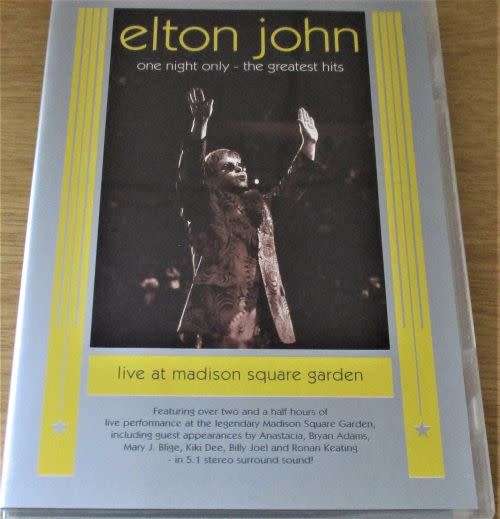 elton john
one night only - the greatest hits
live at madison square garden
Featuring over two and a half hours of
live performance at the legendary Madison Square Garden,
including guest appearances by Anastacia, Bryan Adams,
Mary J. Blige, Kiki Dee, Billy Joel and Ronan Keating
- in 5.1 stereo surround sound!